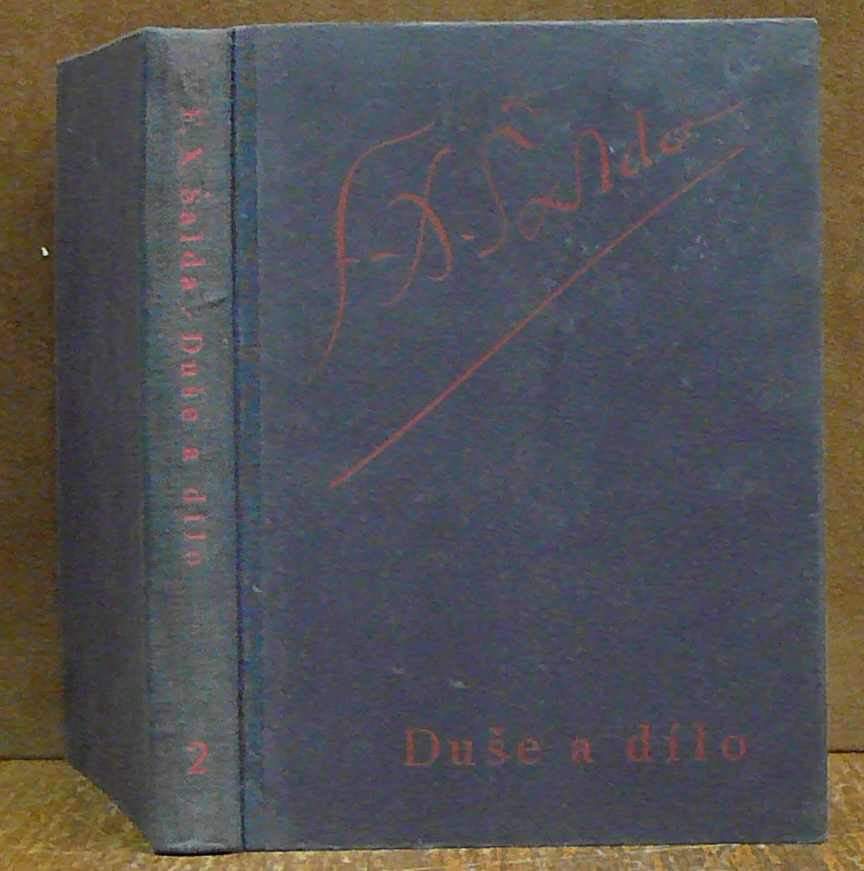 F. X. Šalda: Duše a dílo
2
F. X. Šalda
Duše a dílo